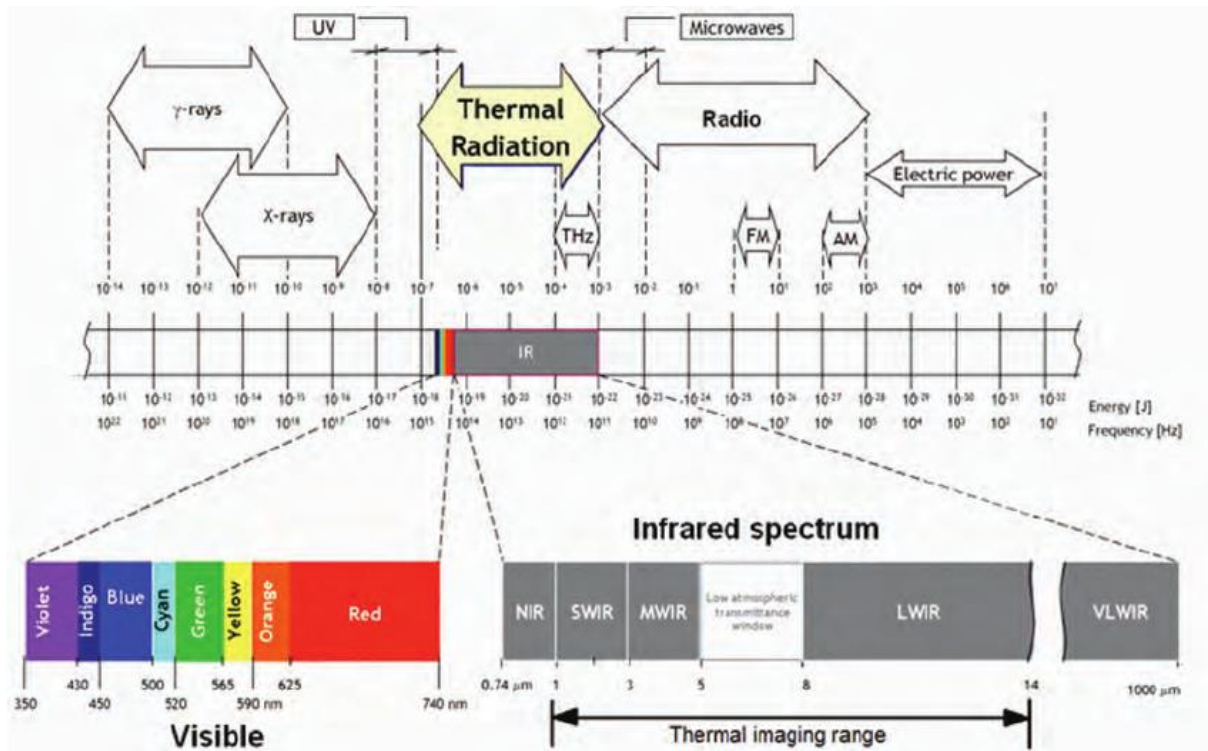 UV
Microwaves
γ-rays
Thermal
Radiation
Radio
Electric power
X-rays
THz
FM
AM
10⁻¹⁴ 10⁻¹³ 10⁻¹² 10⁻¹¹ 10⁻¹⁰ 10⁻⁹ 10⁻⁸ 10⁻⁷ 10⁻⁶ 10⁻⁵ 10⁻⁴ 10⁻³ 10⁻² 10⁻¹ 1 10¹ 10² 10³ 10⁴ 10⁵ 10⁶
IR
10⁻¹¹ 10⁻¹² 10⁻¹³ 10⁻¹⁴ 10⁻¹⁵ 10⁻¹⁶ 10⁻¹⁷ 10⁻¹⁸ 10⁻¹⁹ 10⁻²⁰ 10⁻²¹ 10⁻²² 10⁻²³ 10⁻²⁴ 10⁻²⁵ 10⁻²⁶ 10⁻²⁷ 10⁻²⁸ 10⁻²⁹ 10⁻³⁰ 10⁻³¹ 10⁻³² Energy [J]
10²² 10²¹ 10²⁰ 10¹⁹ 10¹⁸ 10¹⁷ 10¹⁶ 10¹⁵ 10¹⁴ 10¹³ 10¹² 10¹¹ 10¹⁰ 10⁹ 10⁸ 10⁷ 10⁶ 10⁵ 10⁴ 10³ 10² 10¹ Frequency [Hz]
Infrared spectrum
Violet
Indigo
Blue
Cyan
Green
Yellow
Orange
Red
350
430
450
500
520
565
590 nm
625
740 nm
Visible
NIR
SWIR
MWIR
Low atmospheric
transmittance
window
LWIR
VLWIR
0.74 μm
1
3
5
8
14
1000 μm
Thermal imaging range